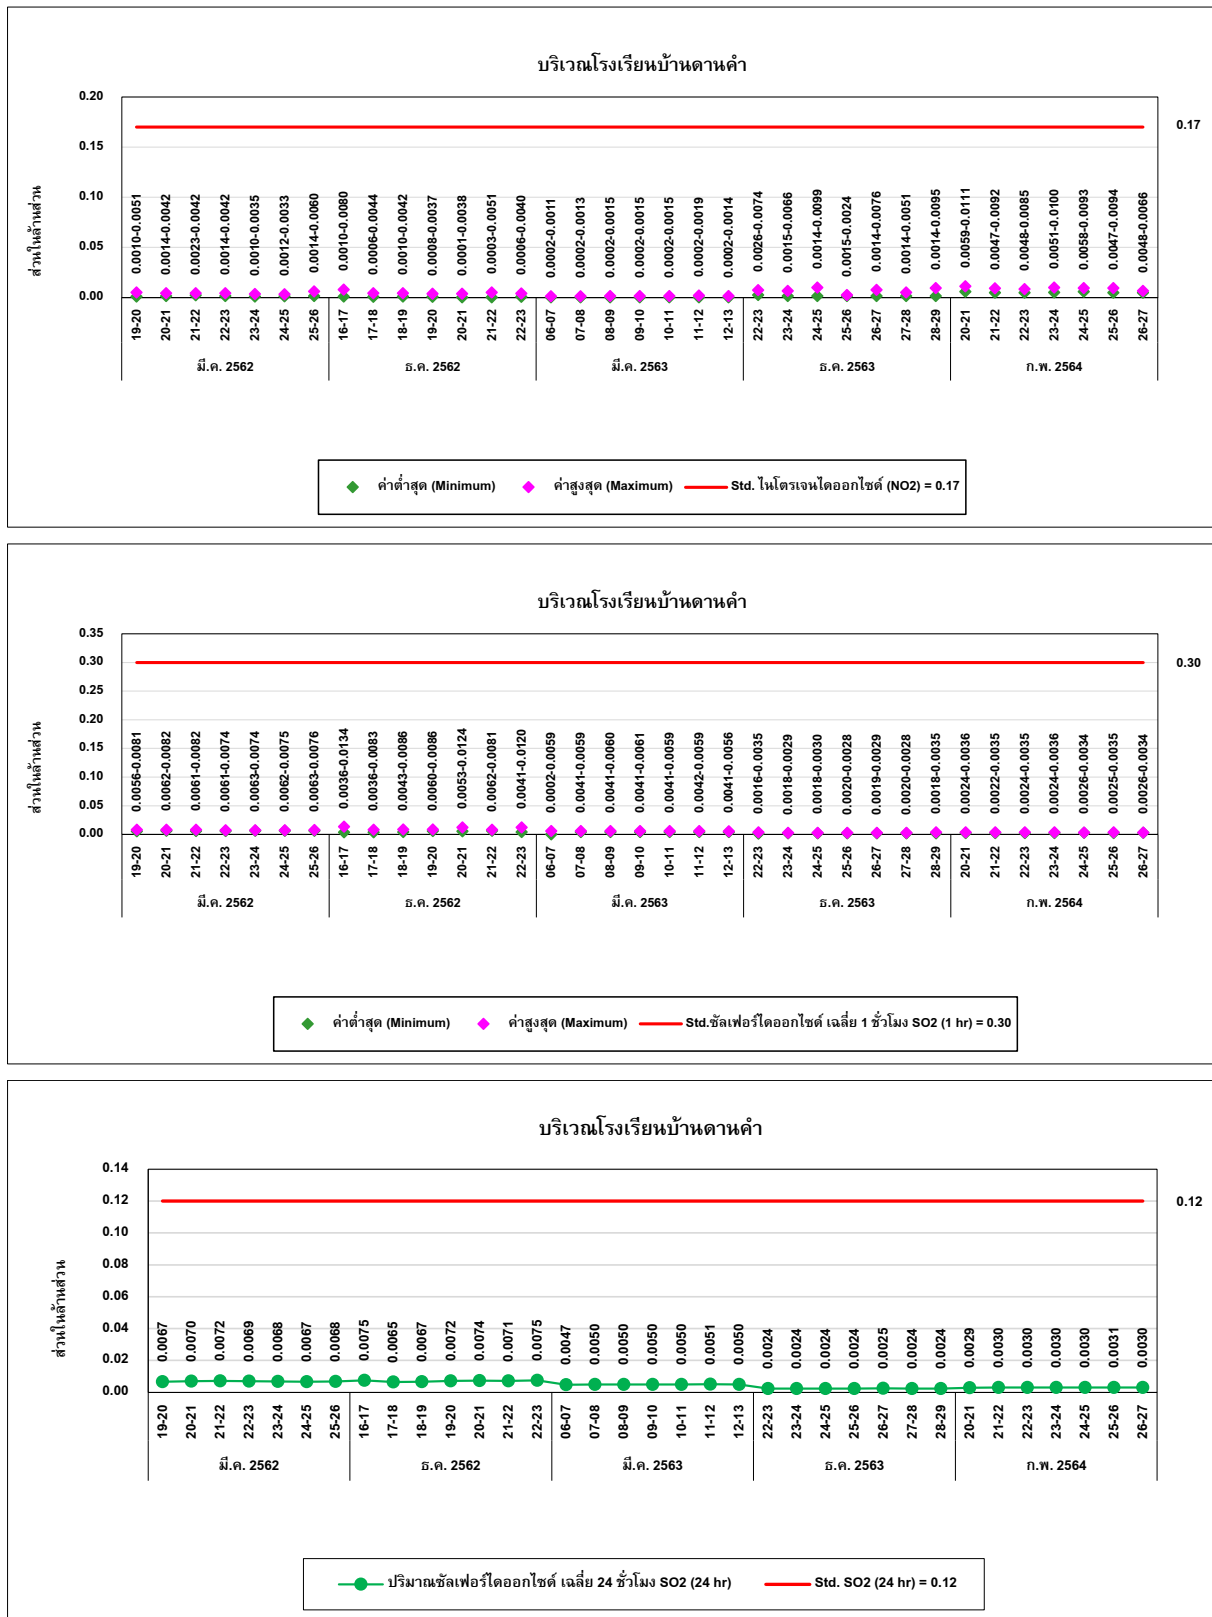 บริเวณโรงเรียนบ้านดานคำ
0.20
0.17
0.15
0.10
0.05
0.00
ส่วนในล้านส่วน
0.0010-0.0051 0.0014-0.0042 0.0023-0.0042 0.0014-0.0042 0.0010-0.0035 0.0012-0.0033 0.0014-0.0060 0.0010-0.0080 0.0006-0.0044 0.0010-0.0042 0.0008-0.0037 0.0001-0.0038 0.0003-0.0051 0.0006-0.0040 0.0002-0.0011 0.0002-0.0013 0.0002-0.0015 0.0002-0.0015 0.0002-0.0015 0.0002-0.0019 0.0002-0.0014 0.0026-0.0074 0.0015-0.0066 0.0014-0.0099 0.0015-0.0024 0.0014-0.0076 0.0014-0.0051 0.0014-0.0095 0.0059-0.0111 0.0047-0.0092 0.0048-0.0085 0.0051-0.0100 0.0058-0.0093 0.0047-0.0094 0.0048-0.0066
19-20 20-21 21-22 22-23 23-24 24-25 25-26 16-17 17-18 18-19 19-20 20-21 21-22 22-23 06-07 07-08 08-09 09-10 10-11 11-12 12-13 22-23 23-24 24-25 25-26 26-27 27-28 28-29 20-21 21-22 22-23 23-24 24-25 25-26 26-27
มี.ค. 2562 ธ.ค. 2562 มี.ค. 2563 ธ.ค. 2563 ก.พ. 2564
ค่าต่ำสุด (Minimum) ค่าสูงสุด (Maximum) Std. ไนโตรเจนไดออกไซด์ (NO2) = 0.17
บริเวณโรงเรียนบ้านดานคำ
0.35
0.30
0.30
0.25
0.20
0.15
0.10
0.05
0.00
ส่วนในล้านส่วน
0.0056-0.0081 0.0062-0.0082 0.0061-0.0082 0.0061-0.0074 0.0063-0.0074 0.0062-0.0075 0.0063-0.0076 0.0036-0.0134 0.0036-0.0083 0.0043-0.0086 0.0060-0.0086 0.0053-0.0124 0.0062-0.0081 0.0041-0.0120 0.0002-0.0059 0.0041-0.0059 0.0041-0.0060 0.0041-0.0061 0.0041-0.0059 0.0042-0.0059 0.0041-0.0056 0.0016-0.0035 0.0018-0.0029 0.0018-0.0030 0.0020-0.0028 0.0019-0.0029 0.0020-0.0028 0.0018-0.0035 0.0024-0.0036 0.0022-0.0035 0.0024-0.0035 0.0024-0.0036 0.0026-0.0034 0.0025-0.0035 0.0026-0.0034
19-20 20-21 21-22 22-23 23-24 24-25 25-26 16-17 17-18 18-19 19-20 20-21 21-22 22-23 06-07 07-08 08-09 09-10 10-11 11-12 12-13 22-23 23-24 24-25 25-26 26-27 27-28 28-29 20-21 21-22 22-23 23-24 24-25 25-26 26-27
มี.ค. 2562 ธ.ค. 2562 มี.ค. 2563 ธ.ค. 2563 ก.พ. 2564
ค่าต่ำสุด (Minimum) ค่าสูงสุด (Maximum) Std.ซัลเฟอร์ไดออกไซด์ เฉลี่ย 1 ชั่วโมง SO2 (1 hr) = 0.30
บริเวณโรงเรียนบ้านดานคำ
0.14
0.12
0.12
0.10
0.08
0.06
0.04
0.02
0.00
ส่วนในล้านส่วน
0.0067 0.0070 0.0072 0.0069 0.0068 0.0067 0.0068 0.0075 0.0065 0.0067 0.0072 0.0074 0.0071 0.0075 0.0047 0.0050 0.0050 0.0050 0.0050 0.0051 0.0050 0.0024 0.0024 0.0024 0.0024 0.0025 0.0024 0.0024 0.0029 0.0030 0.0030 0.0030 0.0030 0.0031 0.0030
19-20 20-21 21-22 22-23 23-24 24-25 25-26 16-17 17-18 18-19 19-20 20-21 21-22 22-23 06-07 07-08 08-09 09-10 10-11 11-12 12-13 22-23 23-24 24-25 25-26 26-27 27-28 28-29 20-21 21-22 22-23 23-24 24-25 25-26 26-27
มี.ค. 2562 ธ.ค. 2562 มี.ค. 2563 ธ.ค. 2563 ก.พ. 2564
ปริมาณซัลเฟอร์ไดออกไซด์ เฉลี่ย 24 ชั่วโมง SO2 (24 hr) Std. SO2 (24 hr) = 0.12